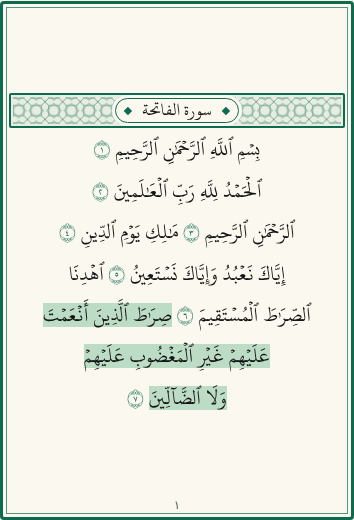 سورة الفاتحة
بِسْمِ ٱللَّهِ ٱلرَّحْمَٰنِ ٱلرَّحِيمِ ١
ٱلْحَمْدُ لِلَّهِ رَبِّ ٱلْعَٰلَمِينَ ٢
ٱلرَّحْمَٰنِ ٱلرَّحِيمِ ٣ مَٰلِكِ يَوْمِ ٱلدِّينِ ٤
إِيَّاكَ نَعْبُدُ وَإِيَّاكَ نَسْتَعِينُ ٥ ٱهْدِنَا
ٱلصِّرَٰطَ ٱلْمُسْتَقِيمَ ٦ صِرَٰطَ ٱلَّذِينَ أَنْعَمْتَ
عَلَيْهِمْ غَيْرِ ٱلْمَغْضُوبِ عَلَيْهِمْ
وَلَا ٱلضَّآلِّينَ ٧
١